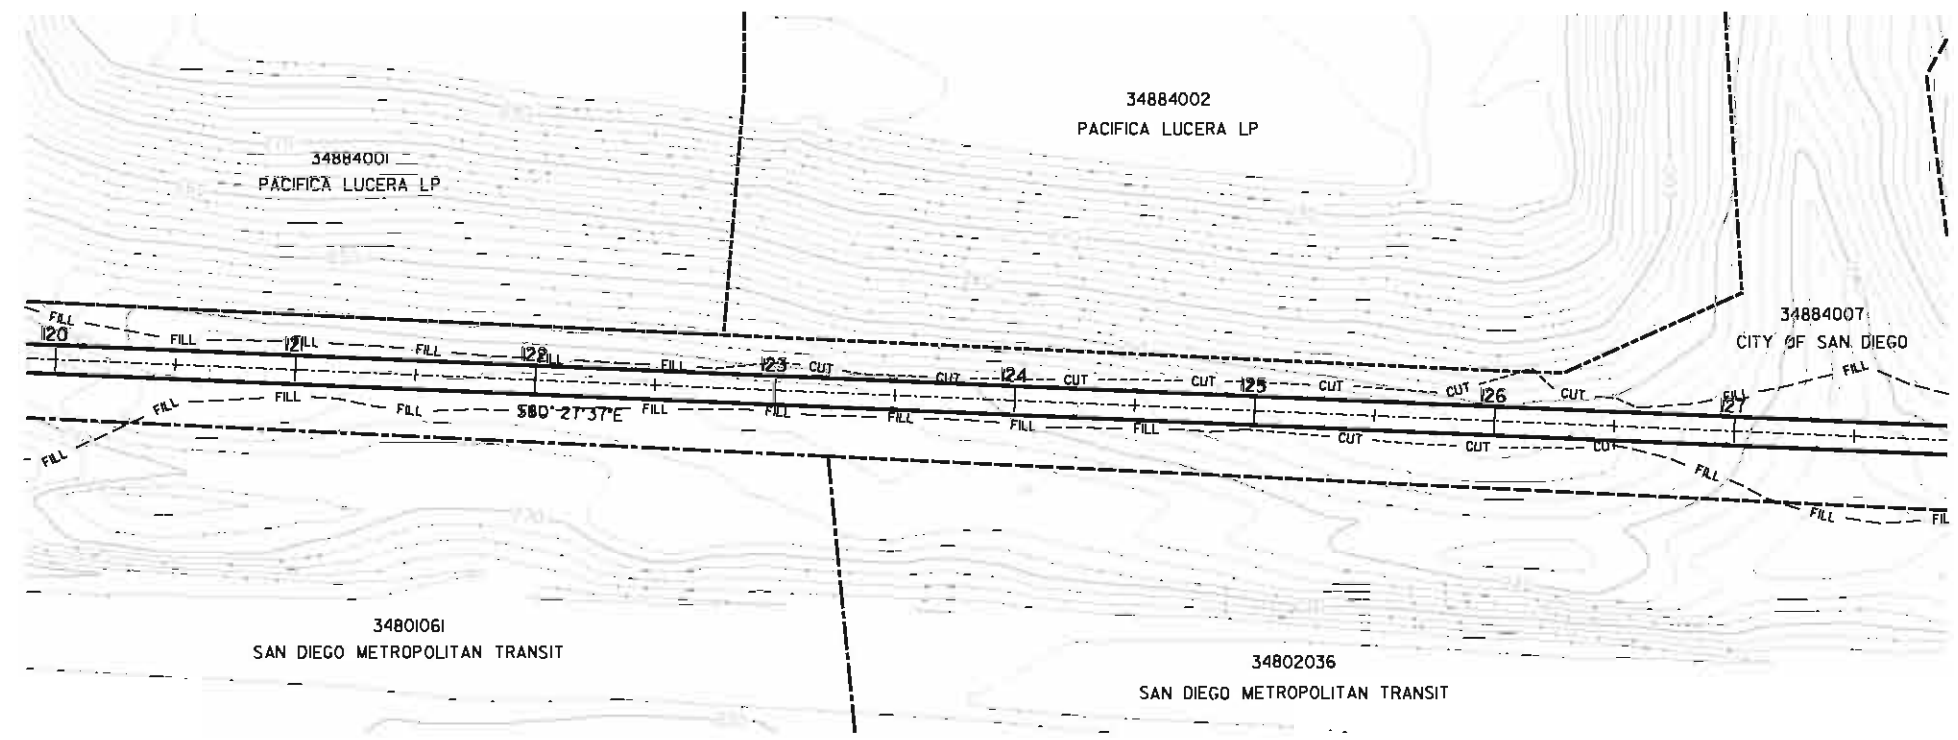 34884002
PACIFICA LUCERA LP
34884001
PACIFICA LUCERA LP
34884007
CITY OF SAN DIEGO
FILL FILL FILL FILL FILL FILL CUT CUT CUT CUT CUT CUT CUT FILL FILL
120 121 122 123 124 125 126 127
FILL FILL FILL FILL S80°27'37"E FILL FILL FILL FILL FILL CUT CUT CUT FILL FILL FIL
34801061
SAN DIEGO METROPOLITAN TRANSIT
34802036
SAN DIEGO METROPOLITAN TRANSIT